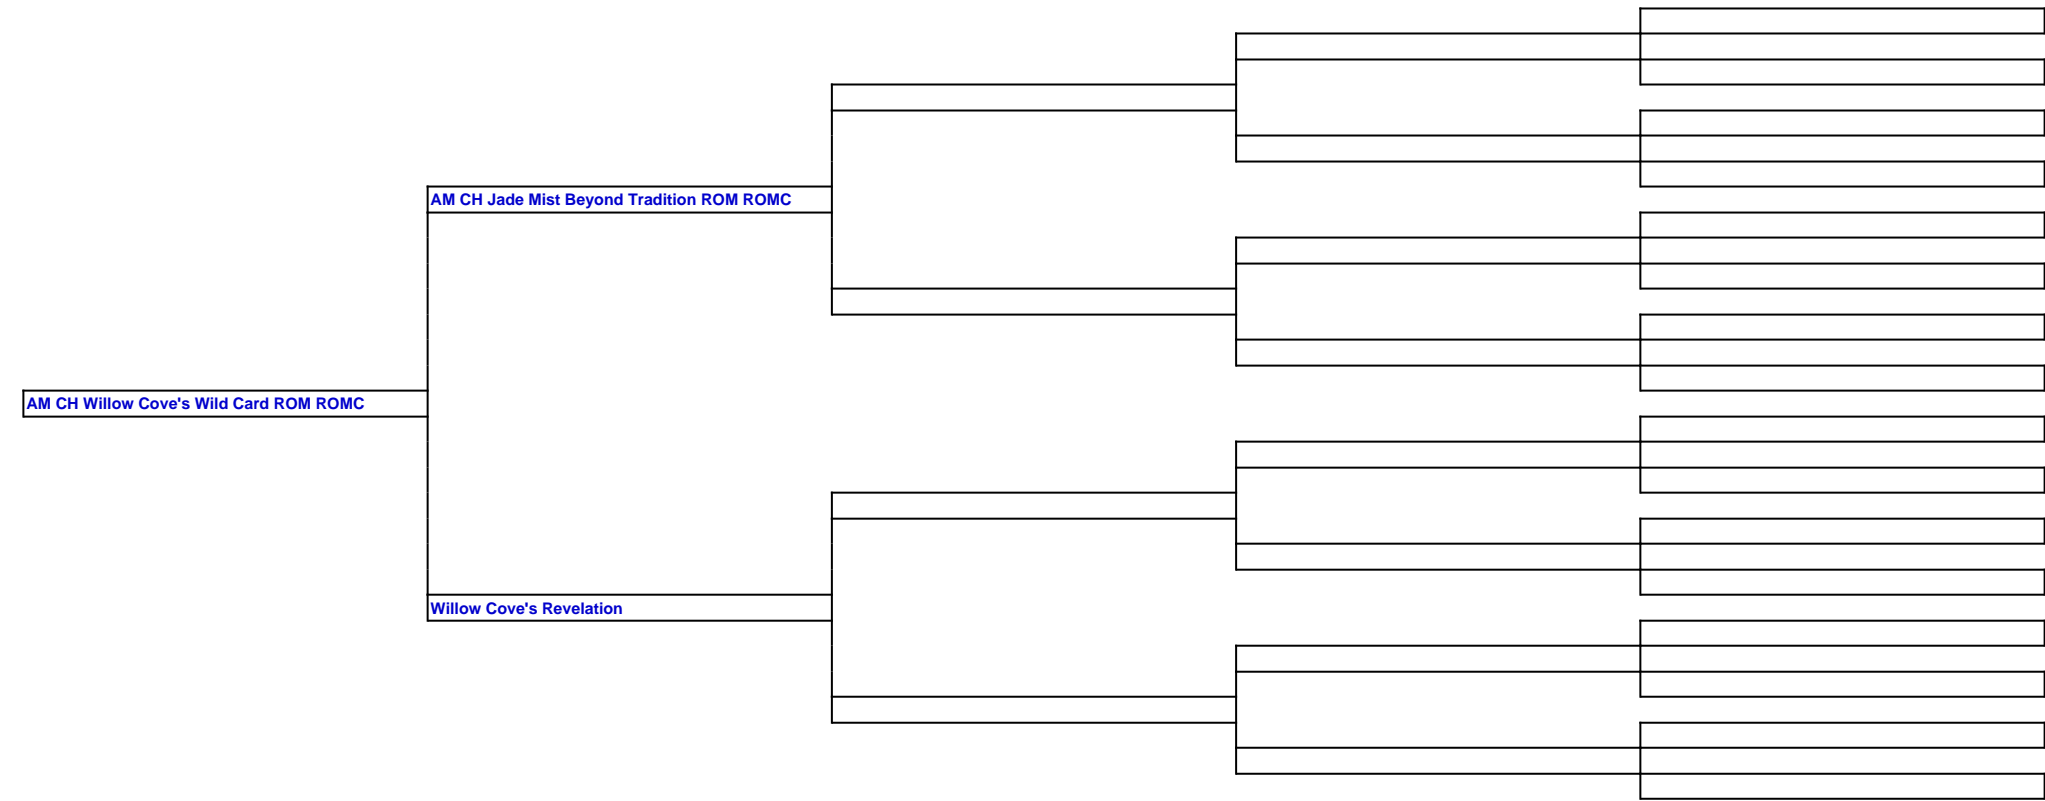 AM CH Jade Mist Beyond Tradition ROM ROMC
AM CH Willow Cove's Wild Card ROM ROMC
Willow Cove's Revelation